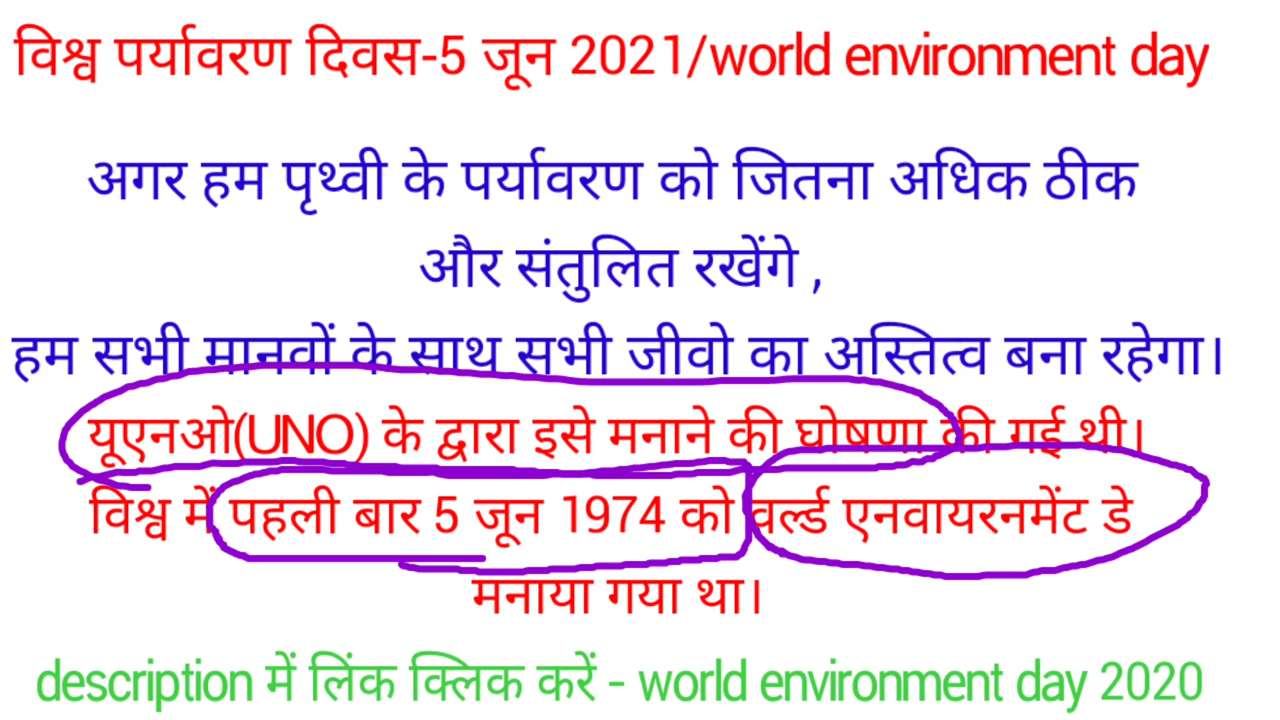 विश्व पर्यावरण दिवस-5 जून 2021/world environment day
अगर हम पृथ्वी के पर्यावरण को जितना अधिक ठीक
और संतुलित रखेंगे ,
हम सभी मानवों के साथ सभी जीवो का अस्तित्व बना रहेगा।
यूएनओ(UNO) के द्वारा इसे मनाने की घोषणा की गई थी।
विश्व में पहली बार 5 जून 1974 को वर्ल्ड एनवायरनमेंट डे
मनाया गया था।
description में लिंक क्लिक करें - world environment day 2020